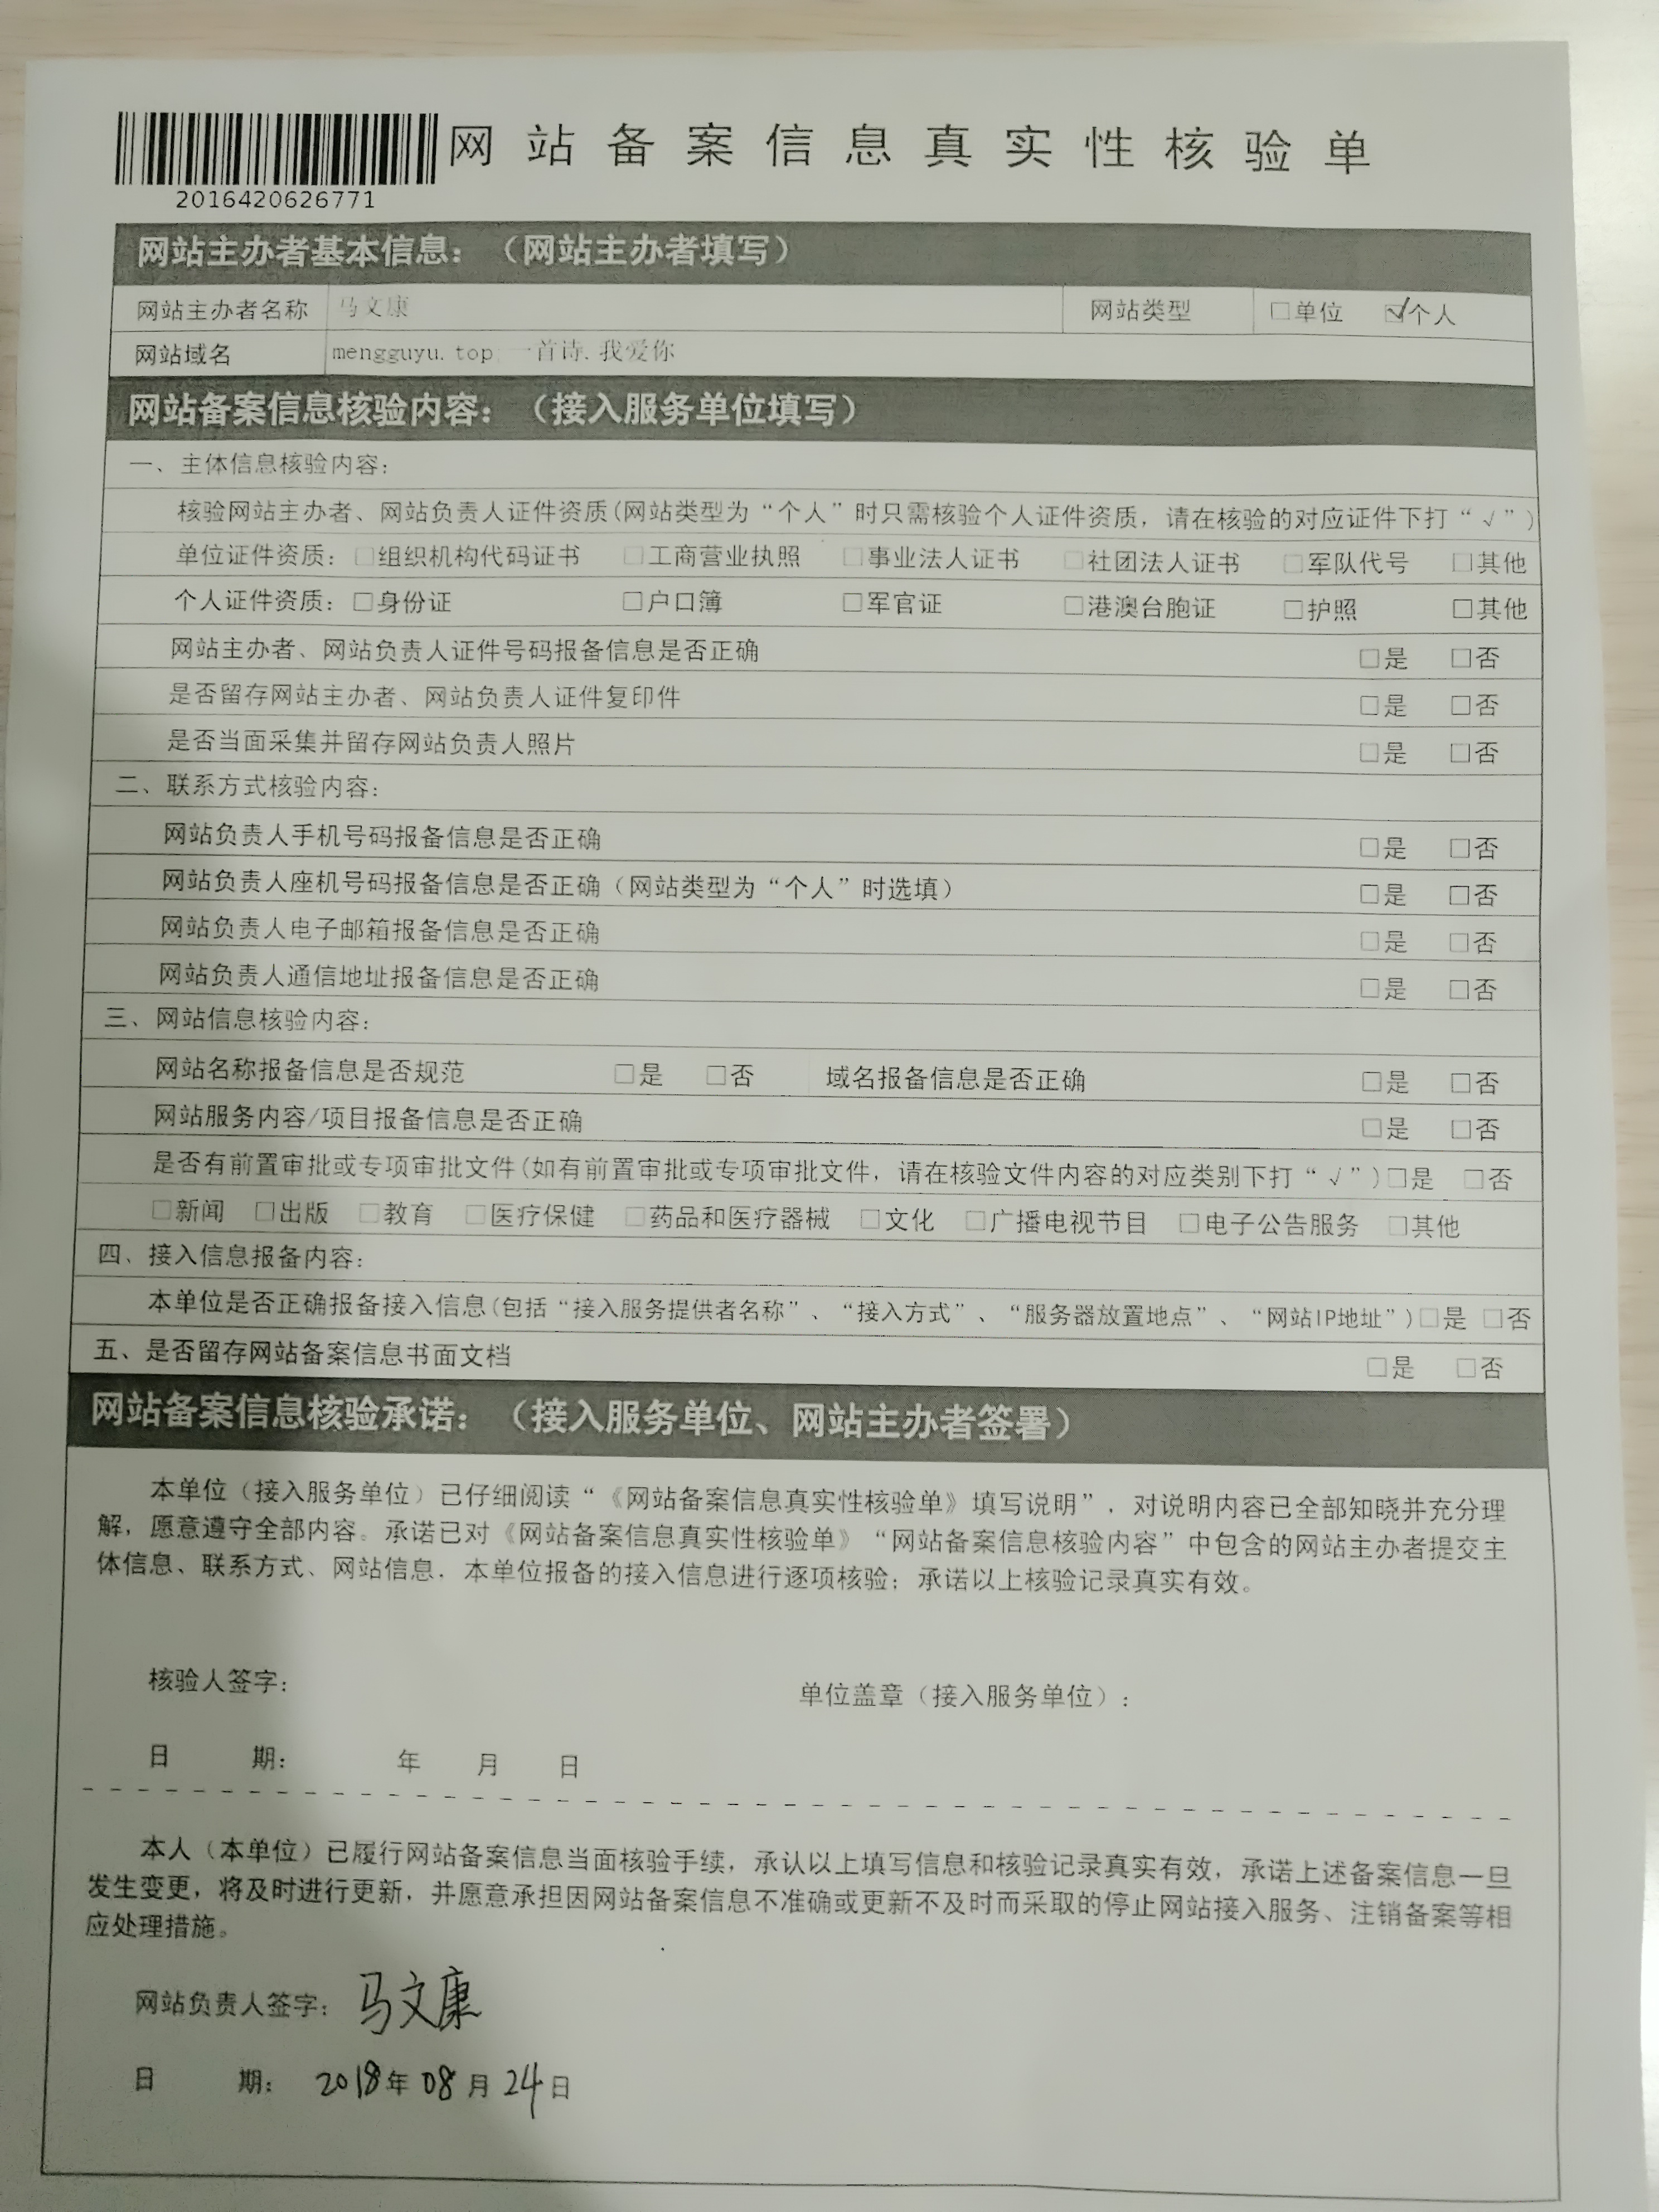 网站备案信息真实性核验单
2016420626771
网站主办者基本信息：（网站主办者填写）
网站主办者名称 马文康 网站类型 □单位 ☑个人
网站域名 mengguyu.top 一首诗.我爱你
网站备案信息核验内容：（接入服务单位填写）
一、主体信息核验内容：
核验网站主办者、网站负责人证件资质(网站类型为“个人”时只需核验个人证件资质，请在核验的对应证件下打“√”)
单位证件资质：□组织机构代码证书 □工商营业执照 □事业法人证书 □社团法人证书 □军队代号 □其他
个人证件资质：□身份证 □户口簿 □军官证 □港澳台胞证 □护照 □其他
网站主办者、网站负责人证件号码报备信息是否正确 □是 □否
是否留存网站主办者、网站负责人证件复印件 □是 □否
是否当面采集并留存网站负责人照片 □是 □否
二、联系方式核验内容：
网站负责人手机号码报备信息是否正确 □是 □否
网站负责人座机号码报备信息是否正确（网站类型为“个人”时选填） □是 □否
网站负责人电子邮箱报备信息是否正确 □是 □否
网站负责人通信地址报备信息是否正确 □是 □否
三、网站信息核验内容：
网站名称报备信息是否规范 □是 □否 域名报备信息是否正确 □是 □否
网站服务内容/项目报备信息是否正确 □是 □否
是否有前置审批或专项审批文件(如有前置审批或专项审批文件，请在核验文件内容的对应类别下打“√”)□是 □否
□新闻 □出版 □教育 □医疗保健 □药品和医疗器械 □文化 □广播电视节目 □电子公告服务 □其他
四、接入信息报备内容：
本单位是否正确报备接入信息(包括“接入服务提供者名称”、“接入方式”、“服务器放置地点”、“网站IP地址”)□是 □否
五、是否留存网站备案信息书面文档 □是 □否
网站备案信息核验承诺：（接入服务单位、网站主办者签署）
本单位（接入服务单位）已仔细阅读“《网站备案信息真实性核验单》填写说明”，对说明内容已全部知晓并充分理
解，愿意遵守全部内容。承诺已对《网站备案信息真实性核验单》“网站备案信息核验内容”中包含的网站主办者提交主
体信息、联系方式、网站信息，本单位报备的接入信息进行逐项核验；承诺以上核验记录真实有效。
核验人签字： 单位盖章（接入服务单位）：
日 期： 年 月 日
本人（本单位）已履行网站备案信息当面核验手续，承认以上填写信息和核验记录真实有效，承诺上述备案信息一旦
发生变更，将及时进行更新，并愿意承担因网站备案信息不准确或更新不及时而采取的停止网站接入服务、注销备案等相
应处理措施。
网站负责人签字：马文康
日 期： 2018年08月24日